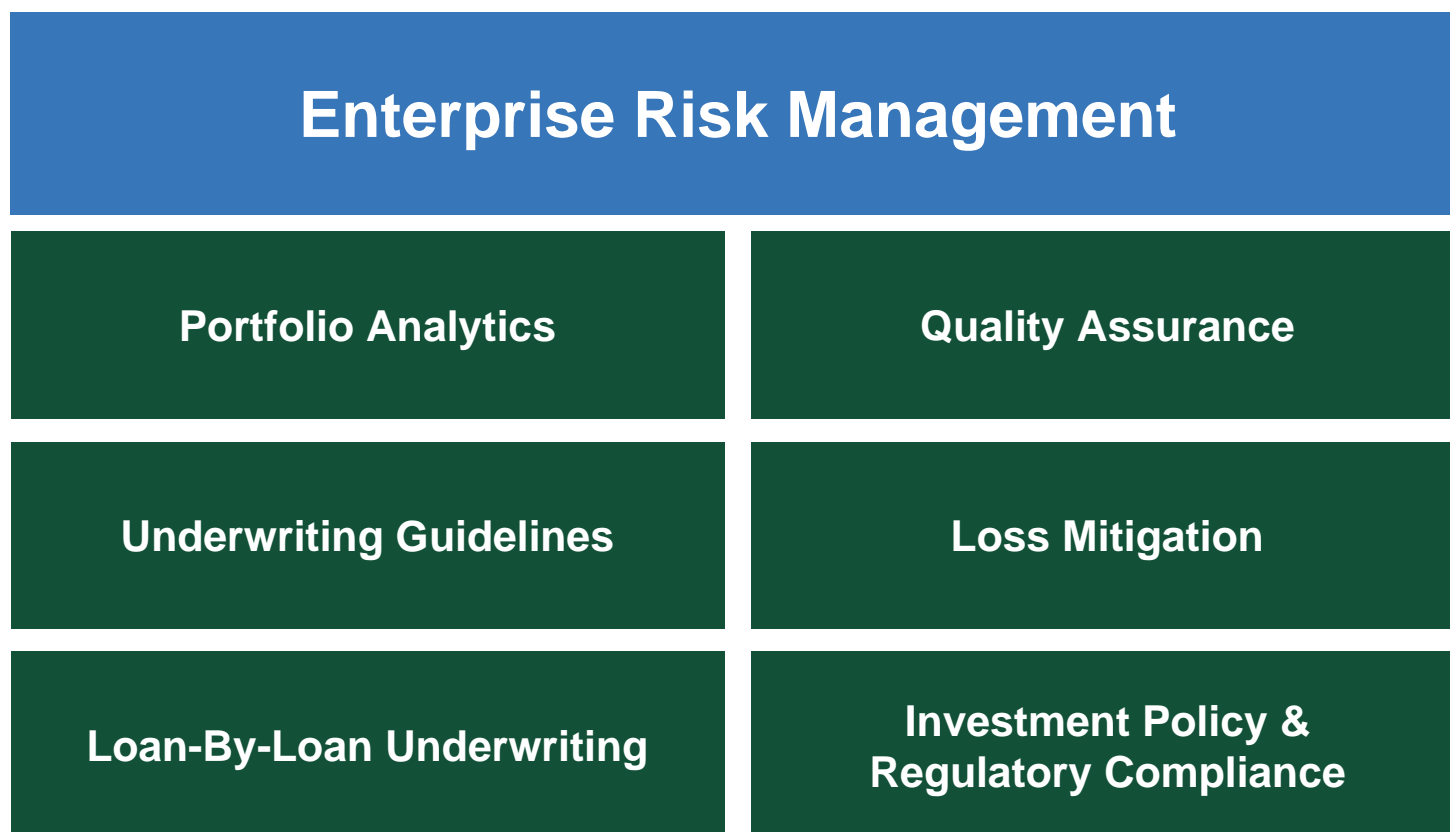 Enterprise Risk Management
Portfolio Analytics
Quality Assurance
Underwriting Guidelines
Loss Mitigation
Loan-By-Loan Underwriting
Investment Policy &
Regulatory Compliance